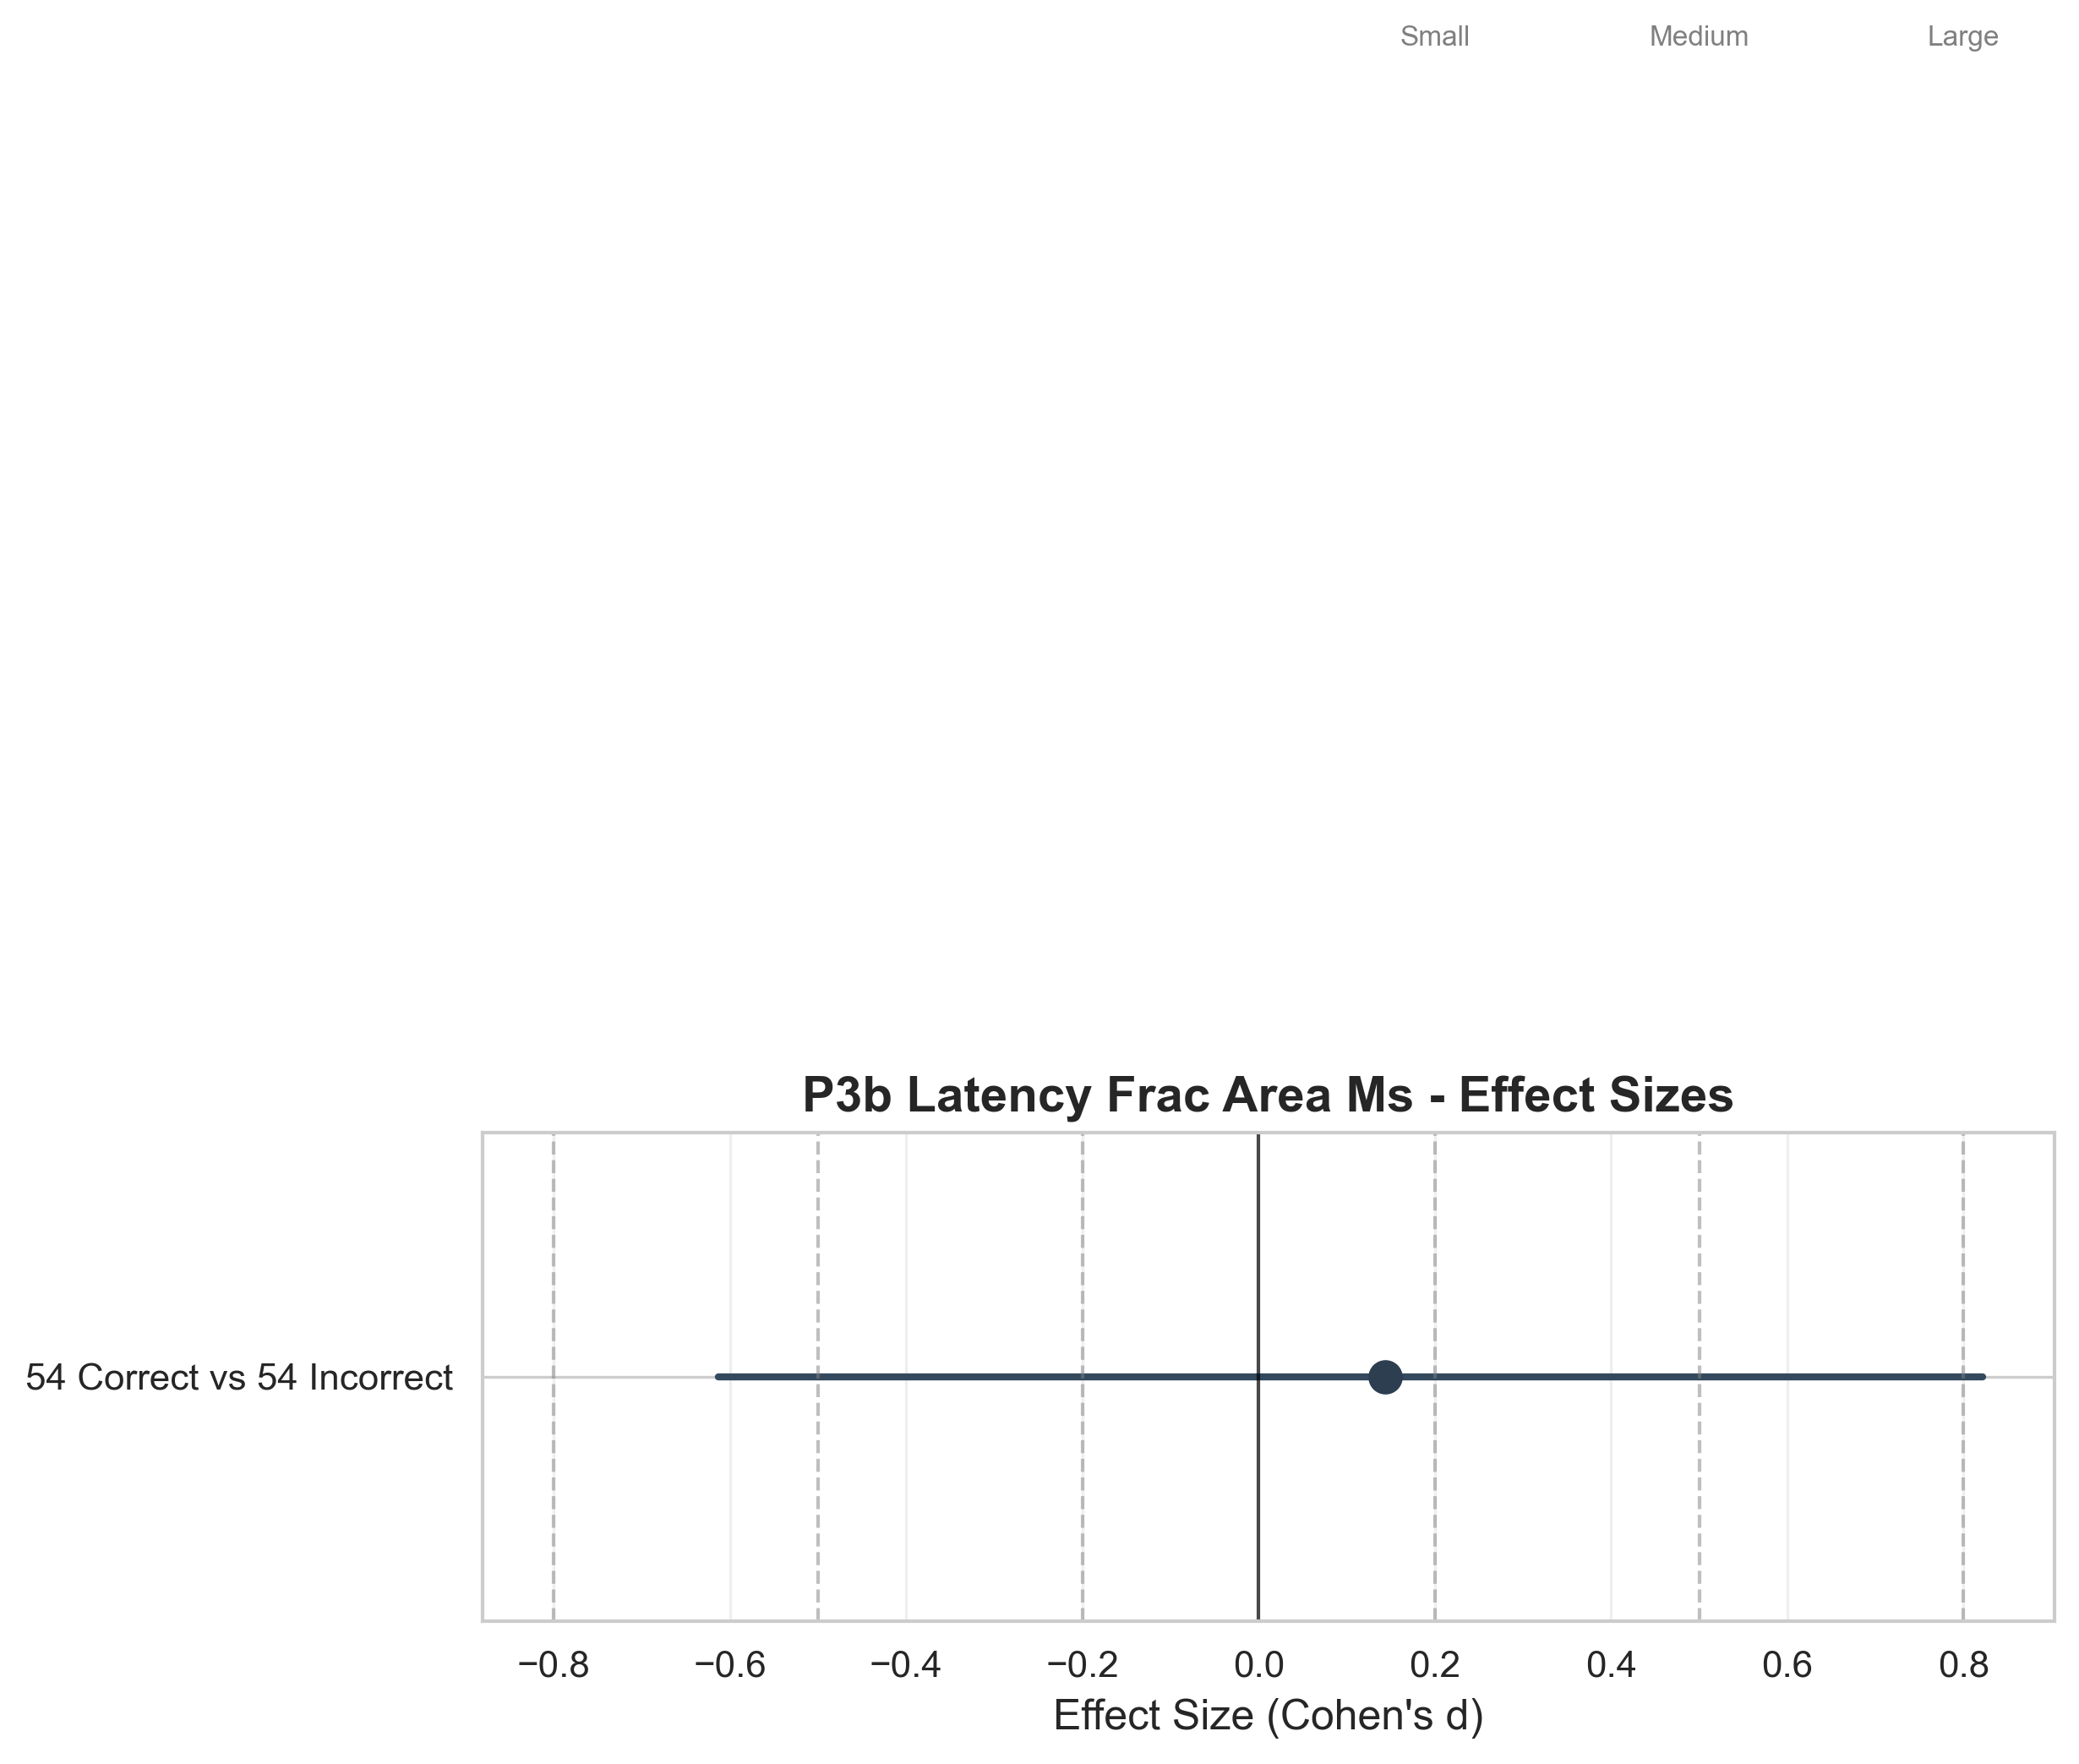 Small Medium Large
P3b Latency Frac Area Ms - Effect Sizes
54 Correct vs 54 Incorrect
−0.8 −0.6 −0.4 −0.2 0.0 0.2 0.4 0.6 0.8
Effect Size (Cohen's d)